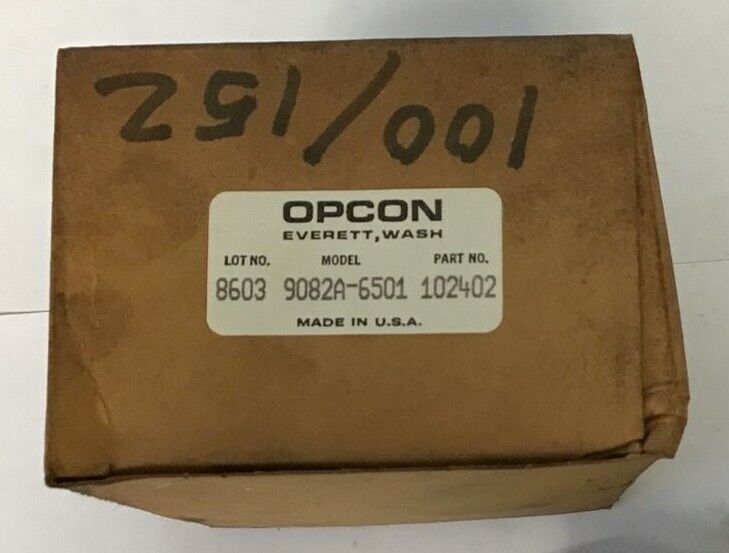 251/001
OPCON
EVERETT, WASH
LOT NO. MODEL PART NO.
8603 9082A-6501 102402
MADE IN U.S.A.